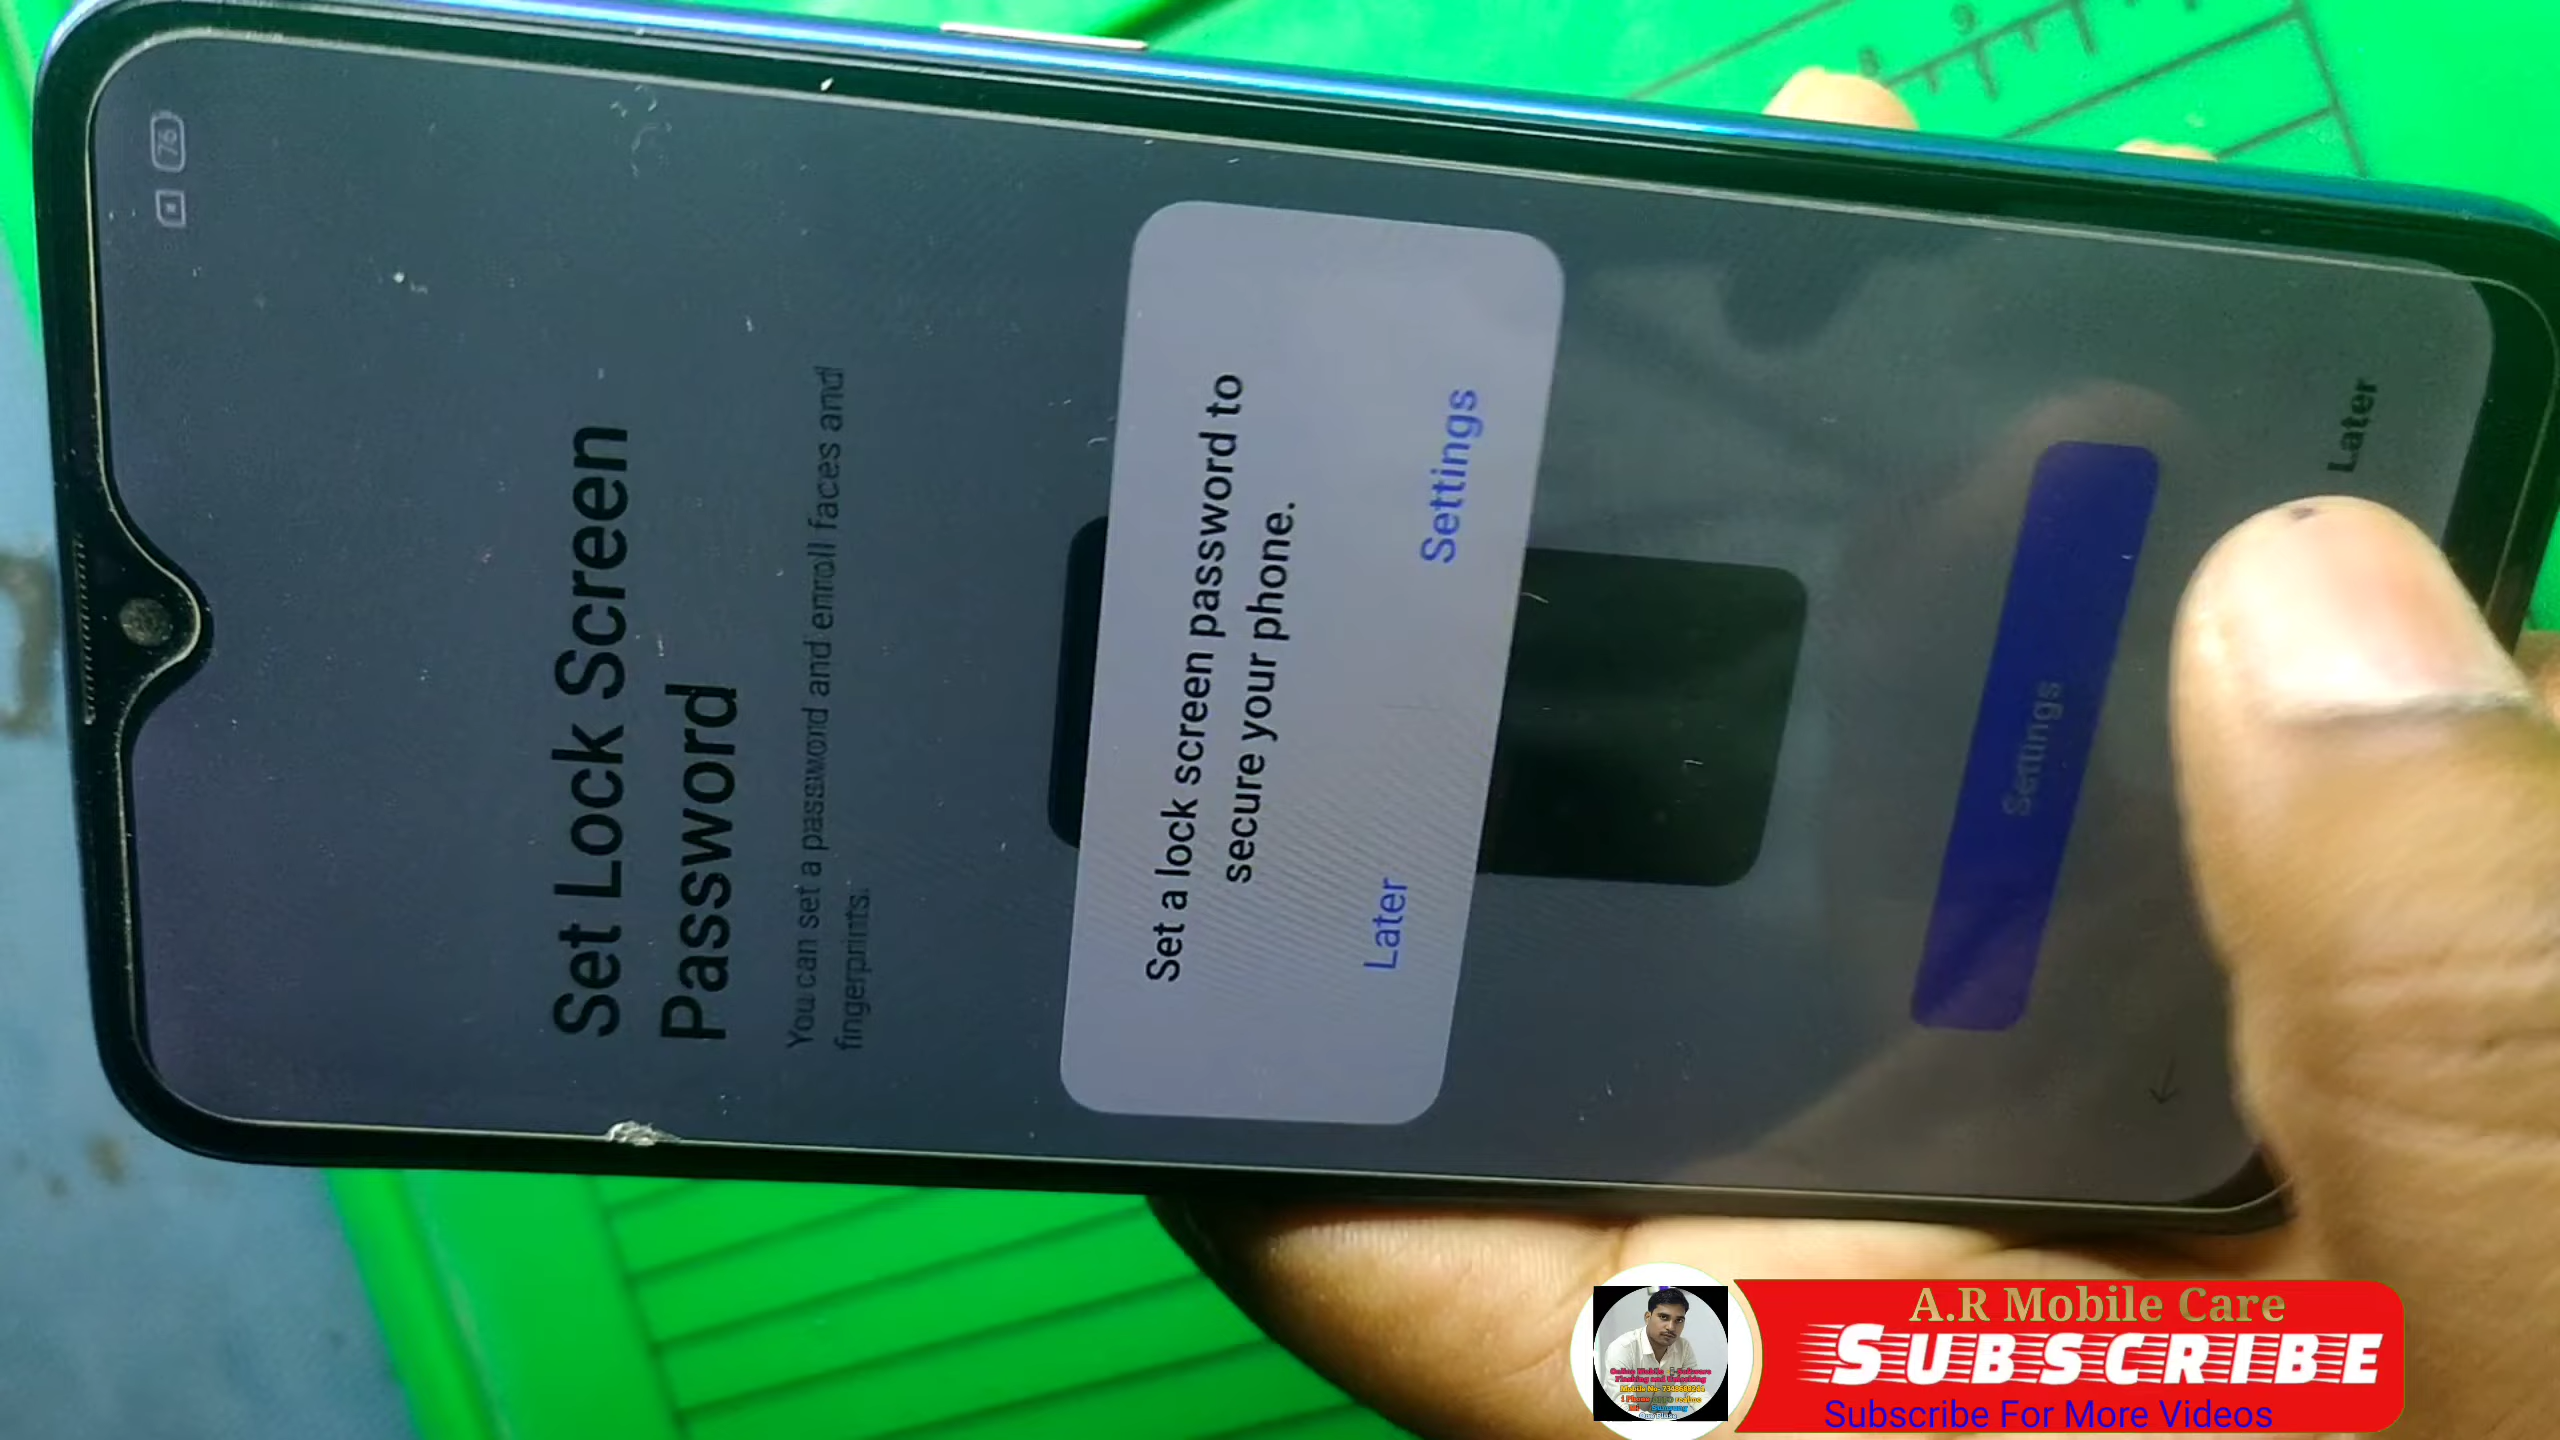 76
Set Lock Screen
Password
You can set a password and enroll faces and
fingerprints.
Set a lock screen password to
secure your phone.
Later
Settings
Settings
Later
A.R Mobile Care
SUBSCRIBE
Subscribe For More Videos